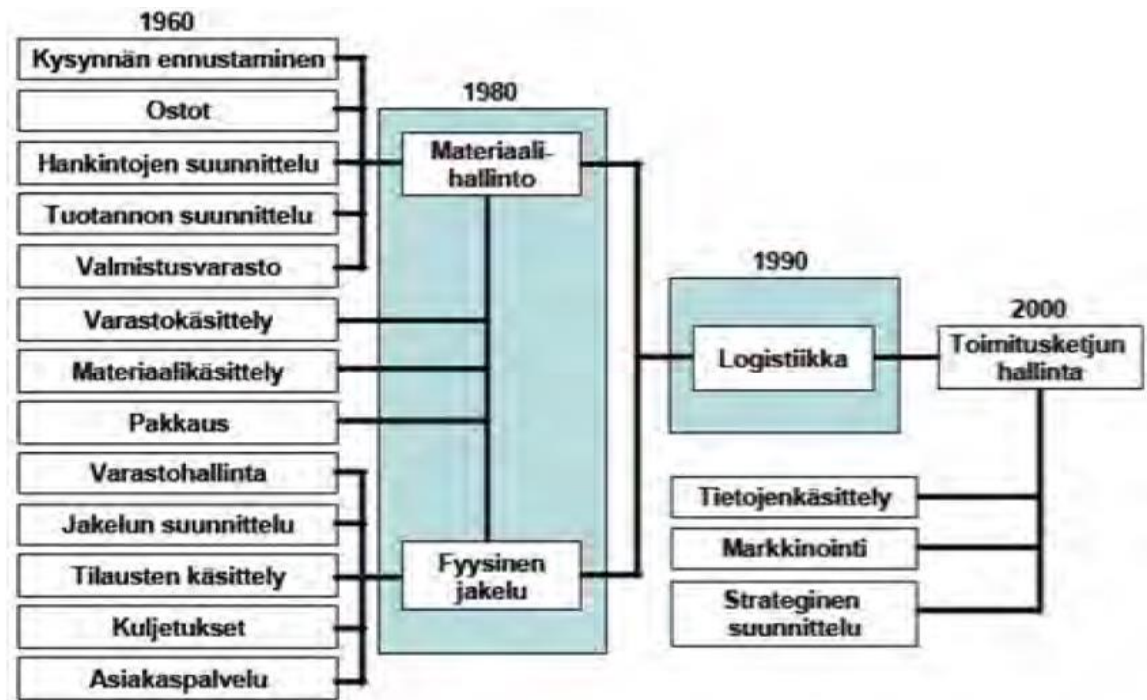 1960
Kysynnän ennustaminen
Ostot
Hankintojen suunnittelu
Tuotannon suunnittelu
Valmistusvarasto
Varastokäsittely
Materiaalikäsittely
Pakkaus
Varastohallinta
Jakelun suunnittelu
Tilausten käsittely
Kuljetukset
Asiakaspalvelu
1980
Materiaali-
hallinto
Fyysinen
jakelu
1990
Logistiikka
2000
Toimitusketjun
hallinta
Tietojenkäsittely
Markkinointi
Strateginen
suunnittelu